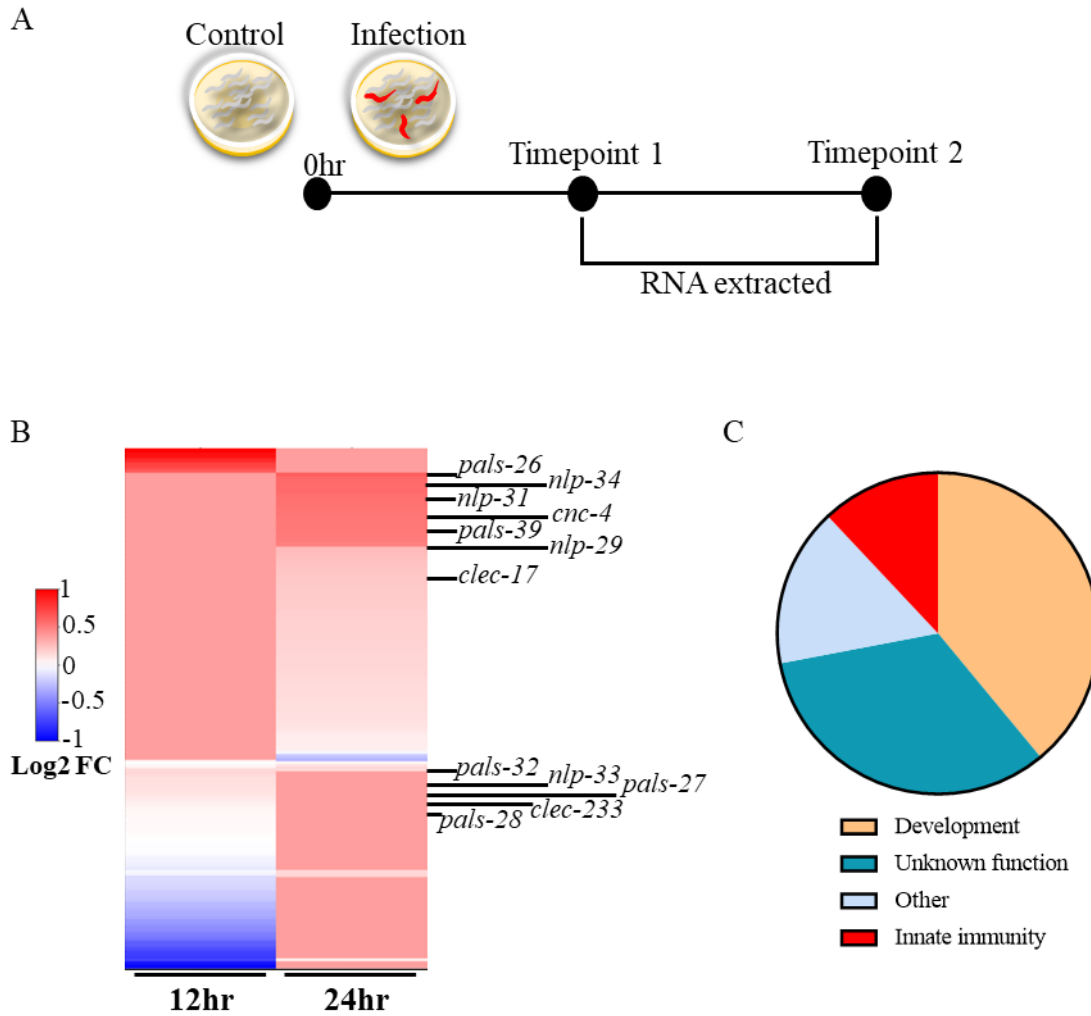 A
Control
Infection
0hr
Timepoint 1
Timepoint 2
RNA extracted
B
pals-26
nlp-34
nlp-31
cnc-4
pals-39
nlp-29
clec-17
1
0.5
0
-0.5
-1
Log2 FC
pals-32
nlp-33
pals-27
clec-233
pals-28
12hr
24hr
C
Development
Unknown function
Other
Innate immunity